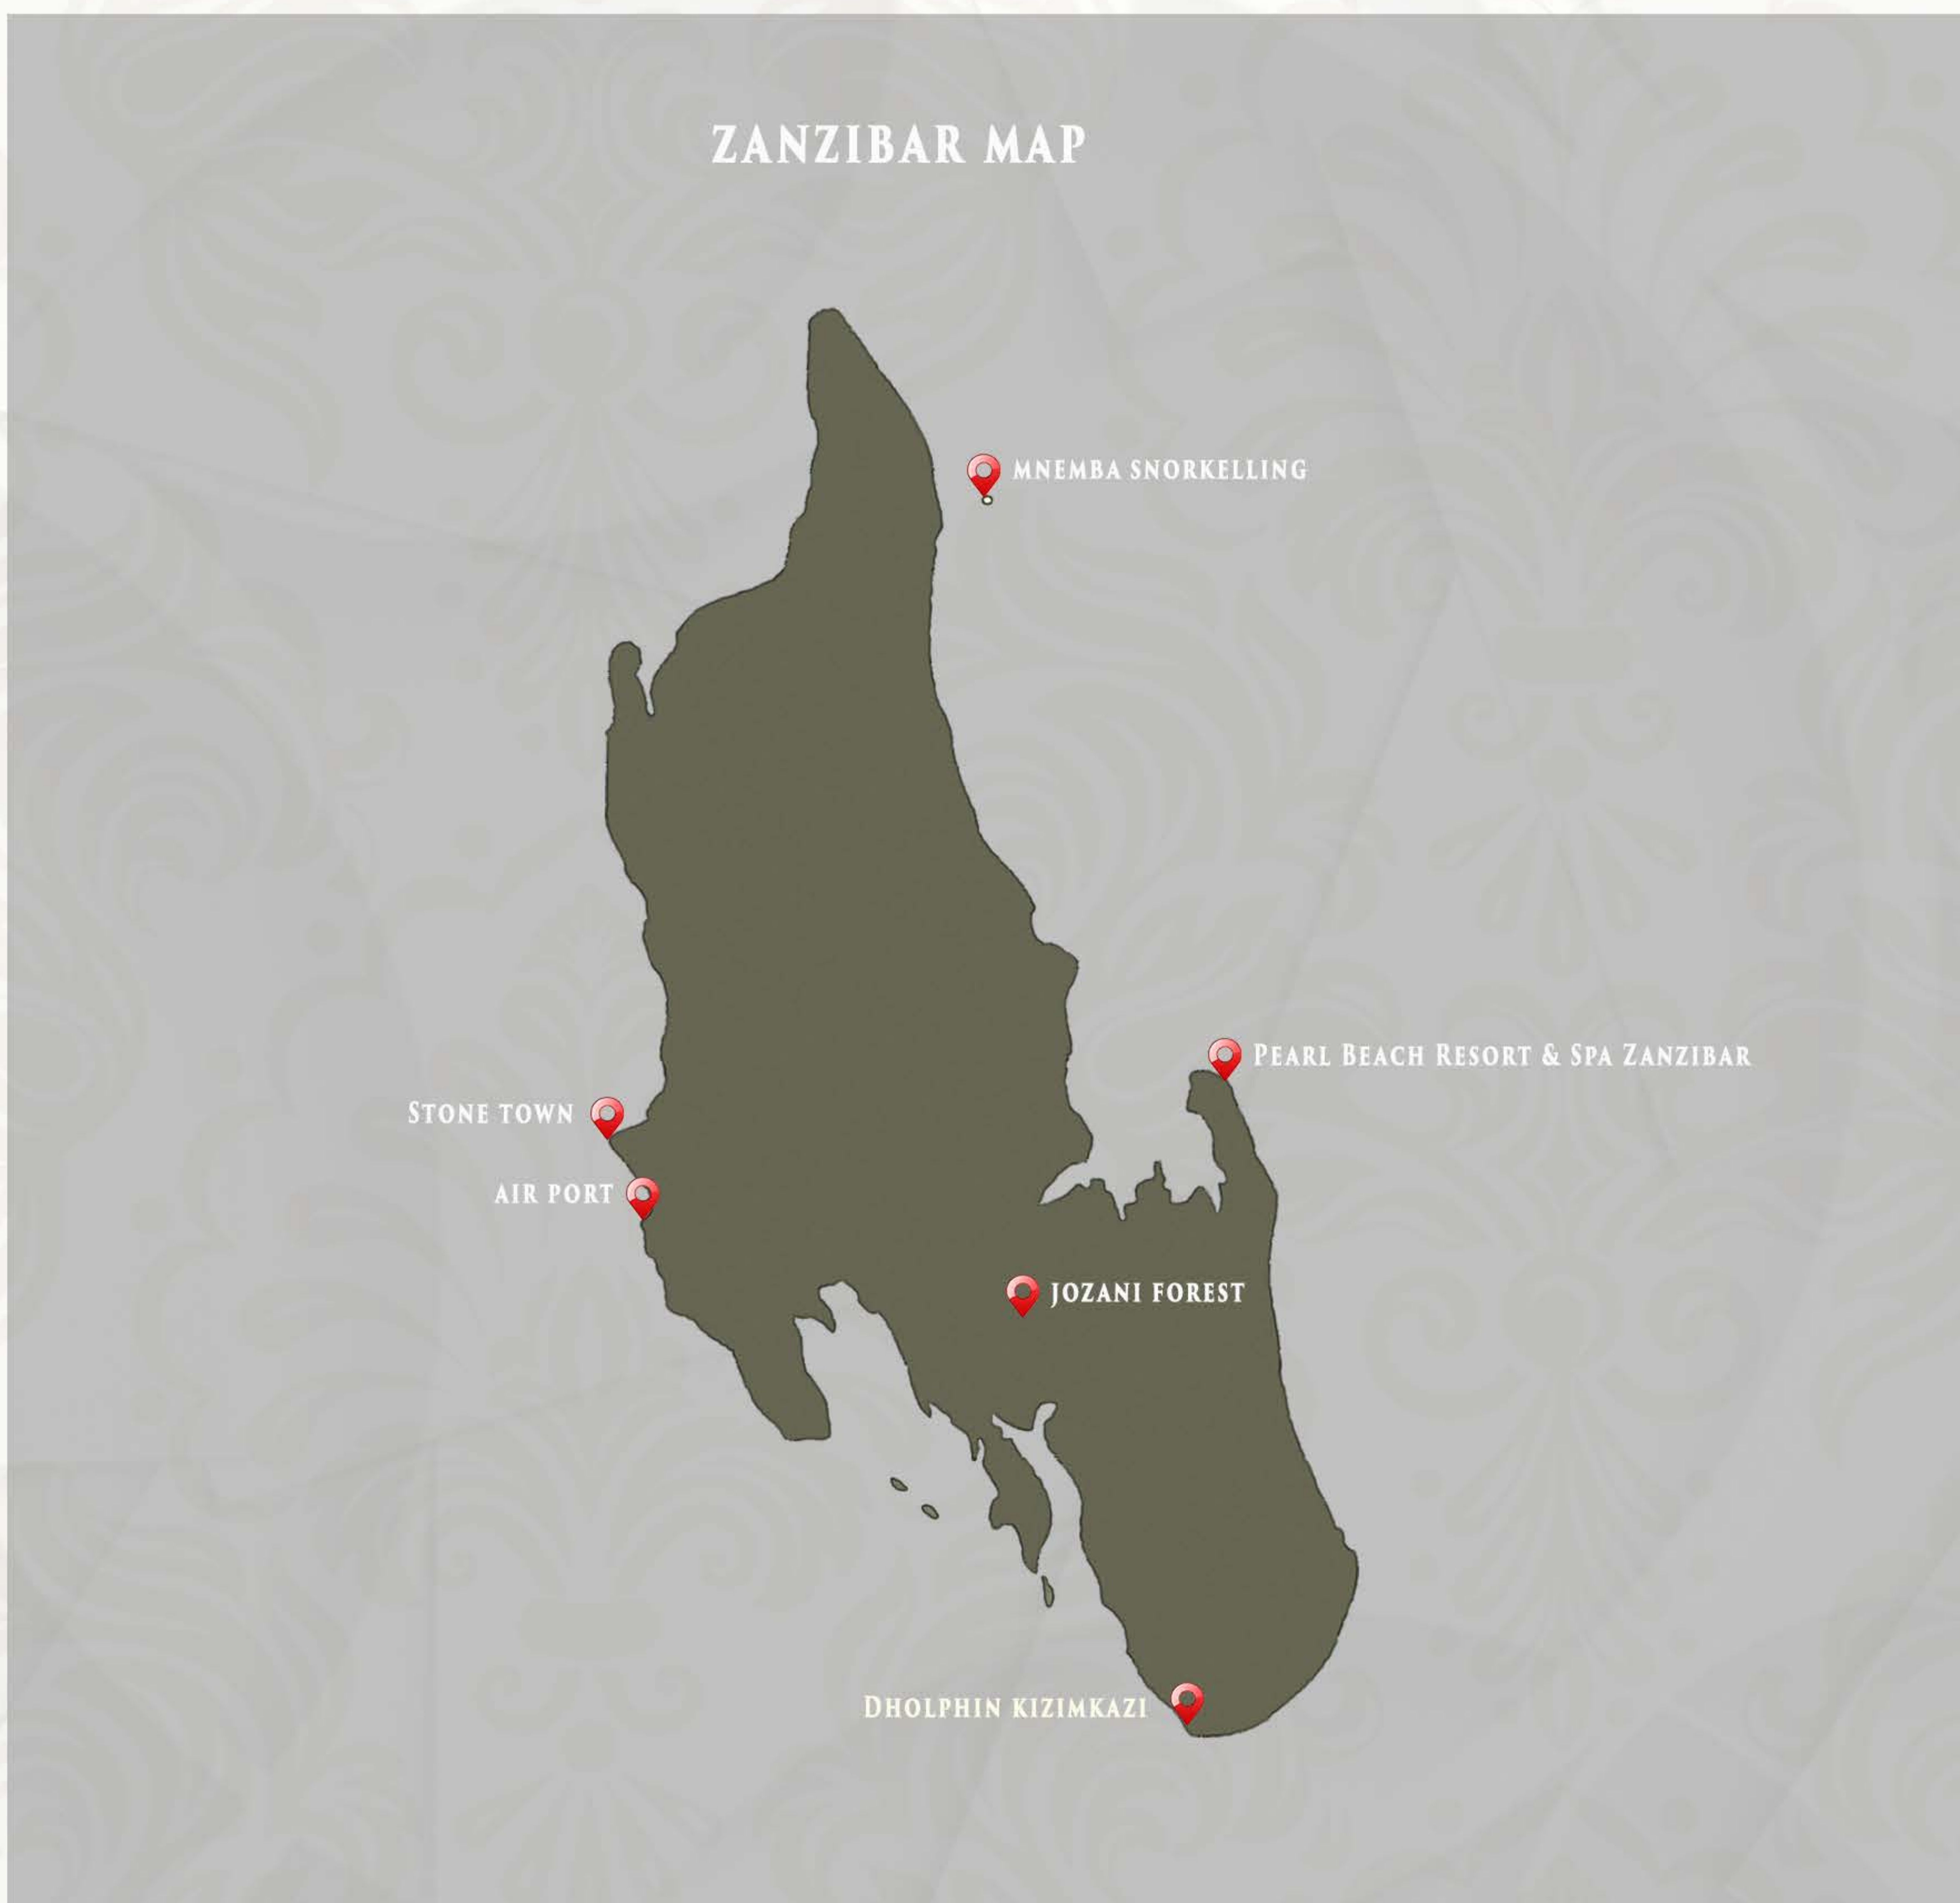 ZANZIBAR MAP
MNEMBA SNORKELLING
PEARL BEACH RESORT & SPA ZANZIBAR
STONE TOWN
AIR PORT
JOZANI FOREST
DHOLPHIN KIZIMKAZI